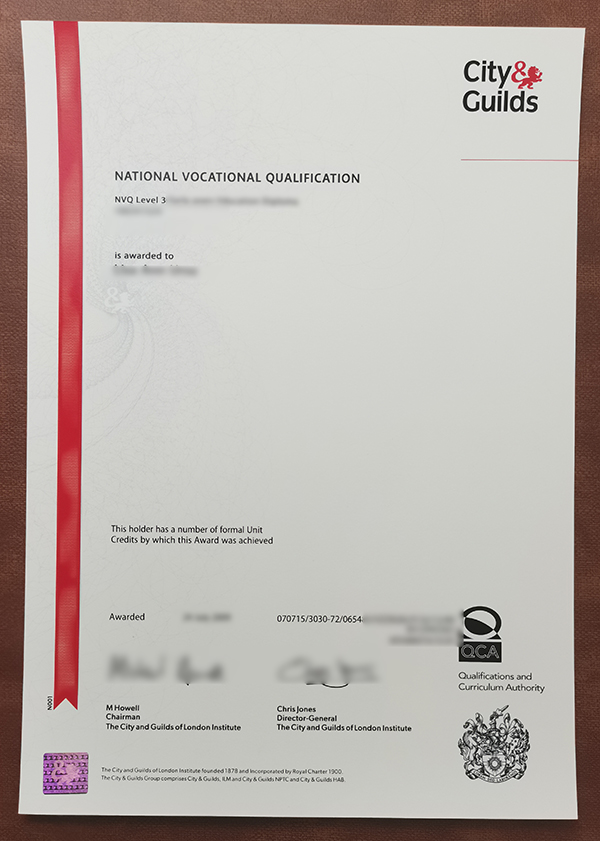 City&
Guilds
NATIONAL VOCATIONAL QUALIFICATION
NVQ Level 3
is awarded to
This holder has a number of formal Unit
Credits by which this Award was achieved
Awarded
070715/3030-72/0654
QCA
Qualifications and
Curriculum Authority
M Howell
Chairman
The City and Guilds of London Institute
Chris Jones
Director-General
The City and Guilds of London Institute
N001
The City and Guilds of London Institute founded 1878 and Incorporated by Royal Charter 1900.
The City & Guilds Group comprises City & Guilds, ILM and City & Guilds NPTC and City & Guilds HAB.